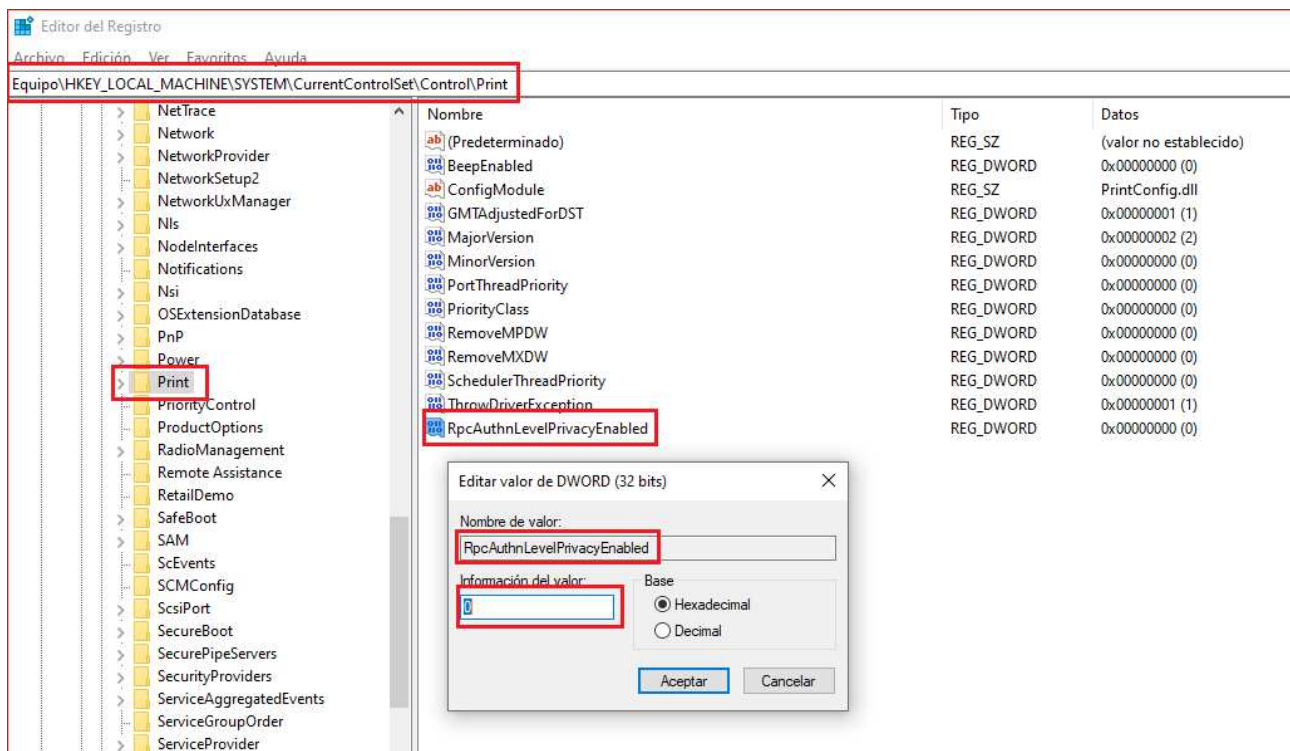 Editor del Registro
Archivo Edición Ver Favoritos Ayuda
Equipo\HKEY_LOCAL_MACHINE\SYSTEM\CurrentControlSet\Control\Print
NetTrace
Network
NetworkProvider
NetworkSetup2
NetworkUxManager
Nls
NodeInterfaces
Notifications
Nsi
OSExtensionDatabase
PnP
Power
Print
PriorityControl
ProductOptions
RadioManagement
Remote Assistance
RetailDemo
SafeBoot
SAM
ScEvents
SCMConfig
ScsiPort
SecureBoot
SecurePipeServers
SecurityProviders
ServiceAggregatedEvents
ServiceGroupOrder
ServiceProvider
Nombre Tipo Datos
(Predeterminado) REG_SZ (valor no establecido)
BeepEnabled REG_DWORD 0x00000000 (0)
ConfigModule REG_SZ PrintConfig.dll
GMTAdjustedForDST REG_DWORD 0x00000001 (1)
MajorVersion REG_DWORD 0x00000002 (2)
MinorVersion REG_DWORD 0x00000000 (0)
PortThreadPriority REG_DWORD 0x00000000 (0)
PriorityClass REG_DWORD 0x00000000 (0)
RemoveMPDW REG_DWORD 0x00000000 (0)
RemoveMXDW REG_DWORD 0x00000000 (0)
SchedulerThreadPriority REG_DWORD 0x00000000 (0)
ThrowDriverException REG_DWORD 0x00000001 (1)
RpcAuthnLevelPrivacyEnabled REG_DWORD 0x00000000 (0)
Editar valor de DWORD (32 bits)
Nombre de valor:
RpcAuthnLevelPrivacyEnabled
Información del valor: Base
0 Hexadecimal
Decimal
Aceptar Cancelar